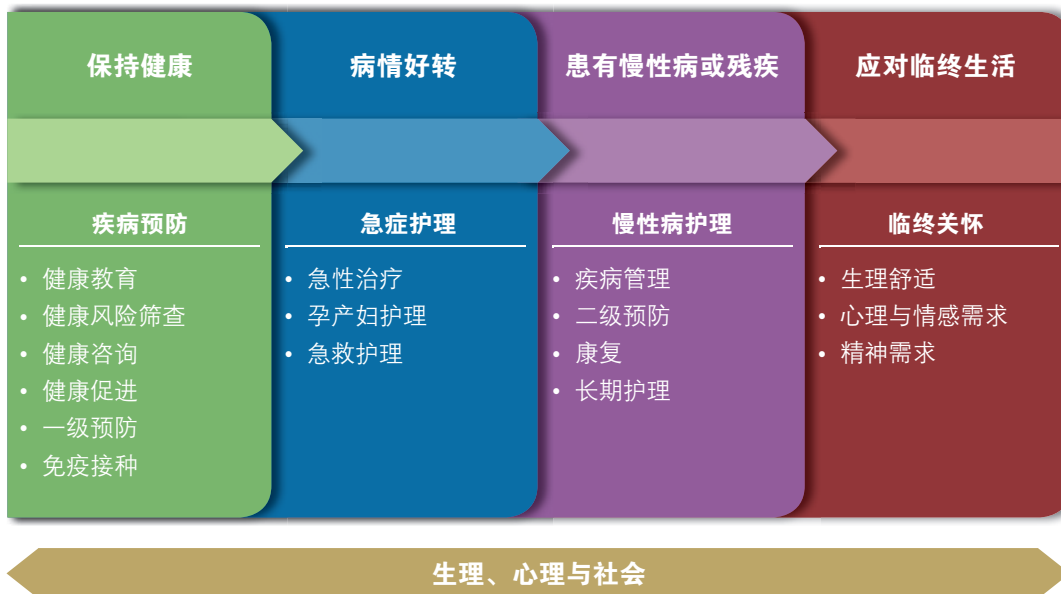 保持健康
疾病预防
• 健康教育
• 健康风险筛查
• 健康咨询
• 健康促进
• 一级预防
• 免疫接种
病情好转
急症护理
• 急性治疗
• 孕产妇护理
• 急救护理
患有慢性病或残疾
慢性病护理
• 疾病管理
• 二级预防
• 康复
• 长期护理
应对临终生活
临终关怀
• 生理舒适
• 心理与情感需求
• 精神需求
生理、心理与社会